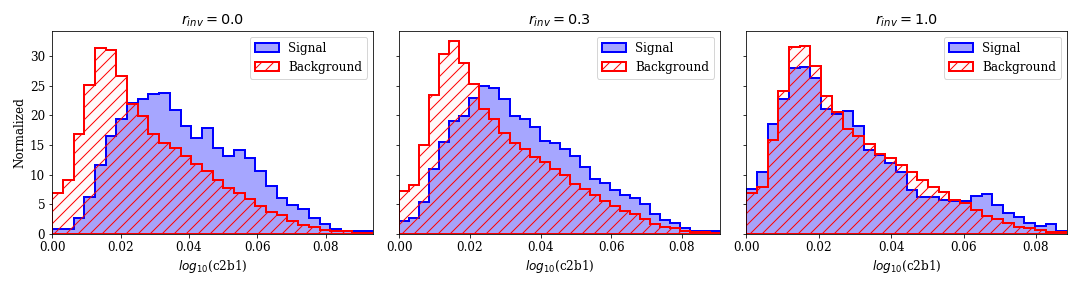 r_inv = 0.0
Signal
Background
Normalized
30
25
20
15
10
5
0
0.00 0.02 0.04 0.06 0.08
log10(c2b1)
r_inv = 0.3
Signal
Background
0.00 0.02 0.04 0.06 0.08
log10(c2b1)
r_inv = 1.0
Signal
Background
0.00 0.02 0.04 0.06 0.08
log10(c2b1)